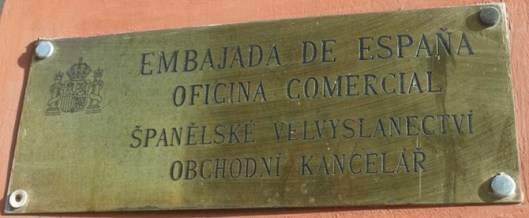 EMBAJADA DE ESPAÑA
OFICINA COMERCIAL
ŠPANĚLSKÉ VELVYSLANECTVÍ
OBCHODNÍ KANCELÁŘ